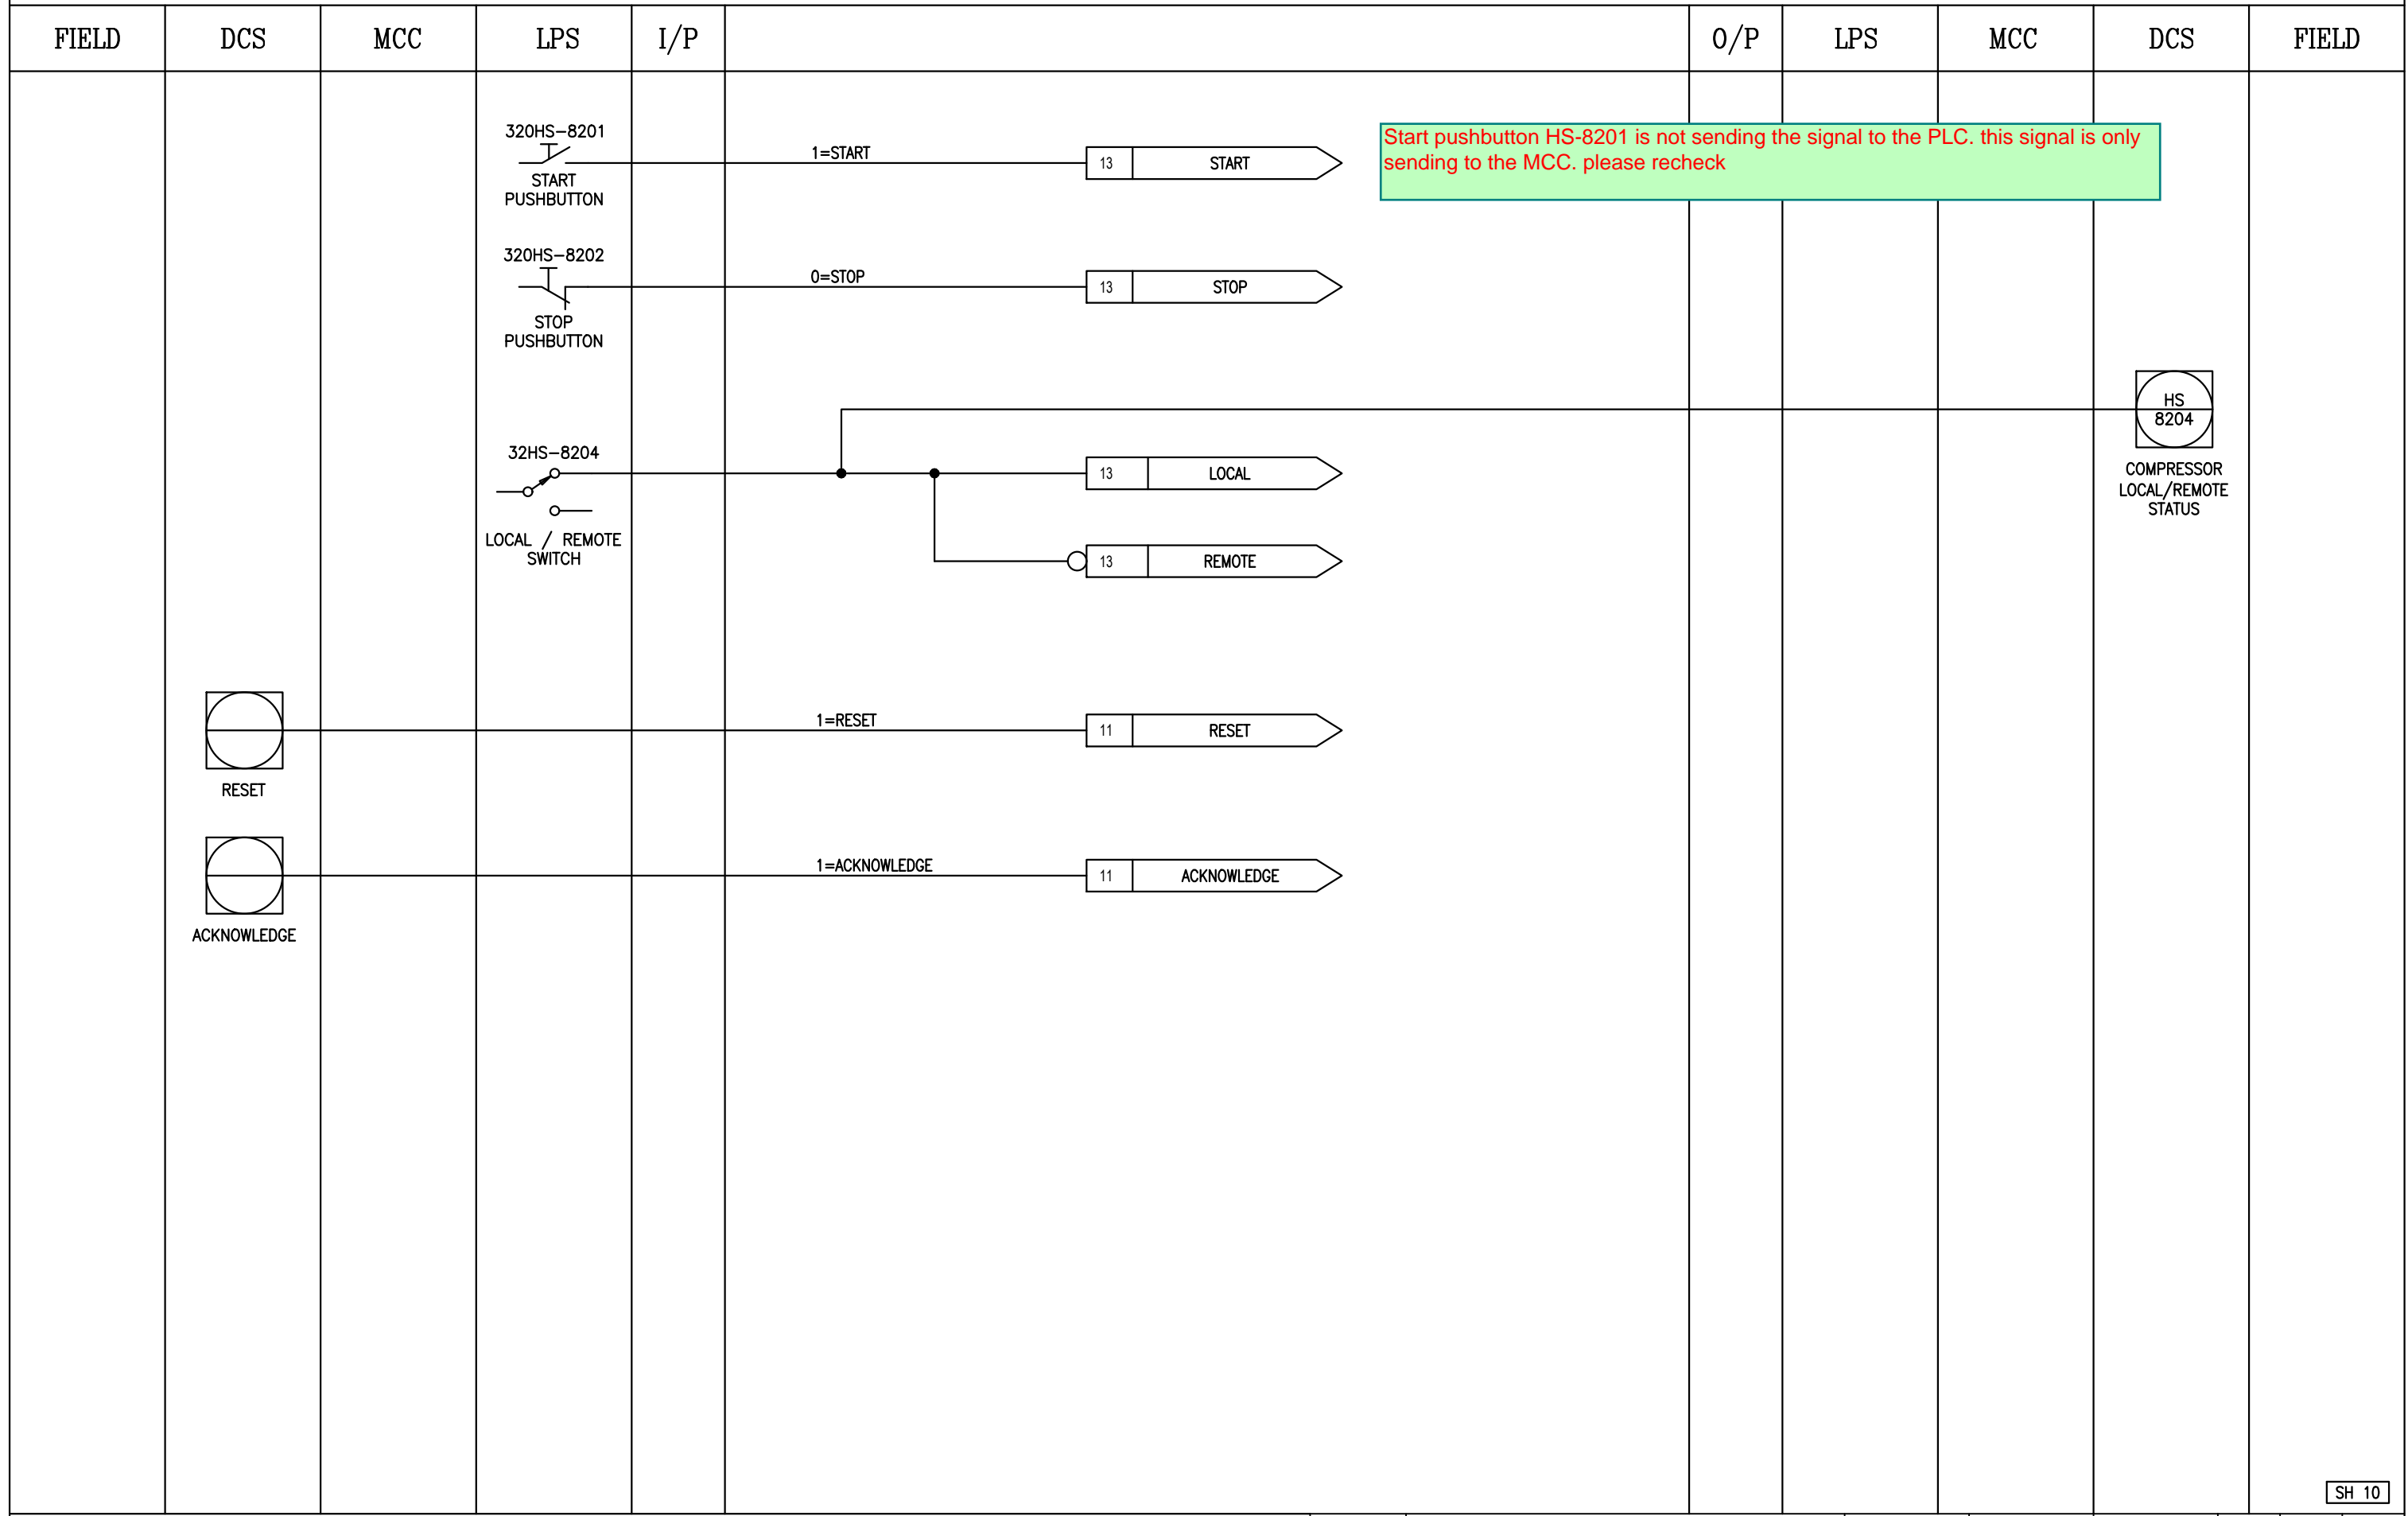 FIELD
DCS
MCC
LPS
I/P
O/P
LPS
MCC
DCS
FIELD
320HS-8201
START
PUSHBUTTON
1=START
13
START
Start pushbutton HS-8201 is not sending the signal to the PLC. this signal is only
sending to the MCC. please recheck
320HS-8202
STOP
PUSHBUTTON
0=STOP
13
STOP
HS
8204
COMPRESSOR
LOCAL/REMOTE
STATUS
32HS-8204
LOCAL / REMOTE
SWITCH
13
LOCAL
13
REMOTE
RESET
1=RESET
11
RESET
ACKNOWLEDGE
1=ACKNOWLEDGE
11
ACKNOWLEDGE
SH 10